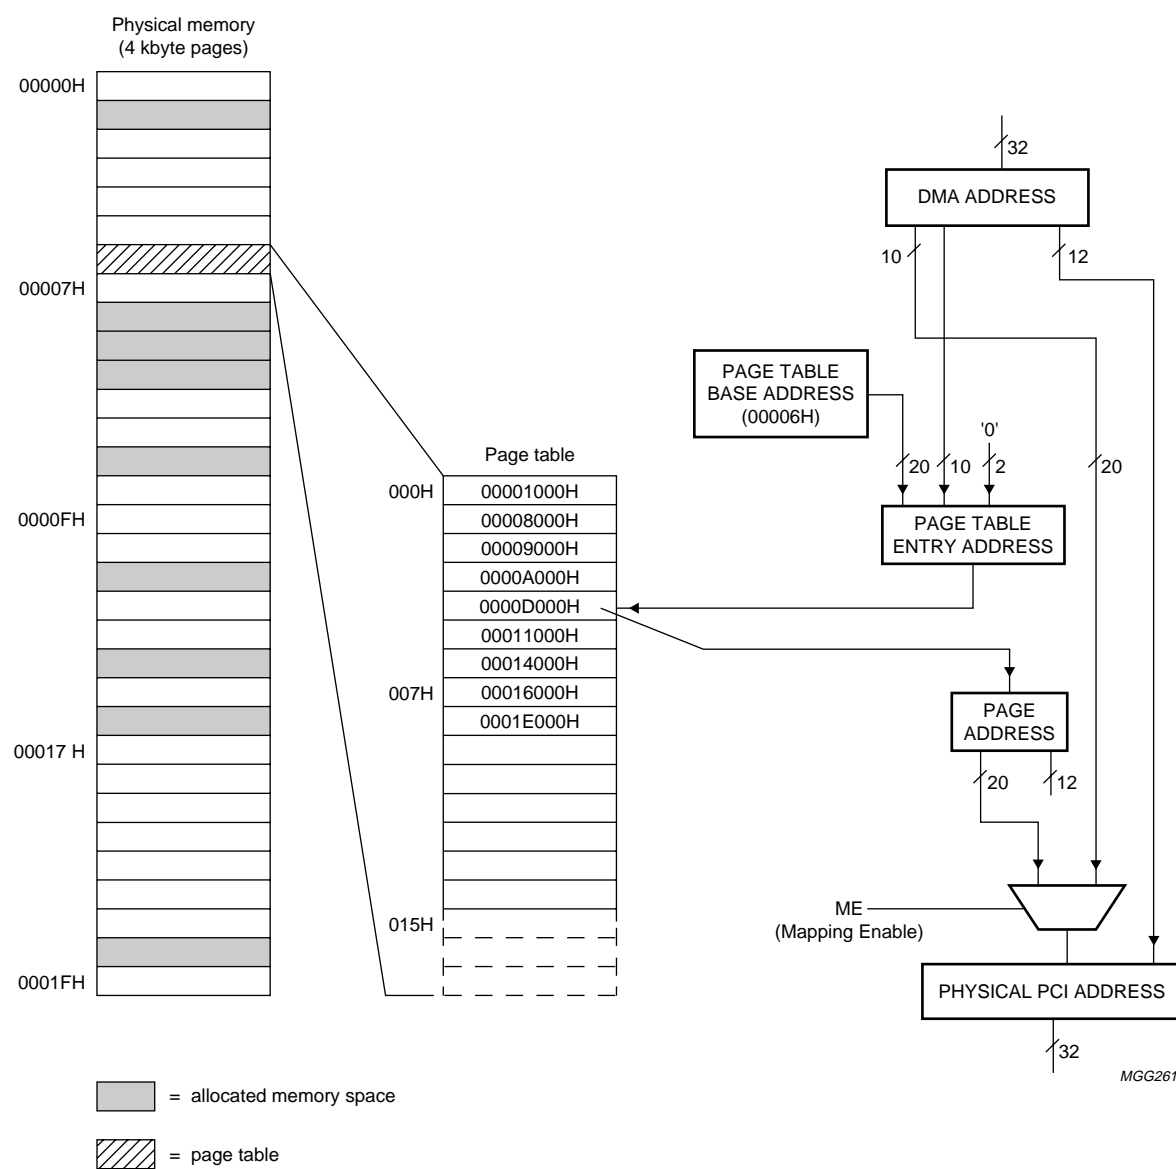 Physical memory
(4 kbyte pages)
00000H
00007H
0000FH
00017 H
0001FH
Page table
000H
00001000H
00008000H
00009000H
0000A000H
0000D000H
00011000H
00014000H
007H
00016000H
0001E000H
015H
32
DMA ADDRESS
10
12
PAGE TABLE
BASE ADDRESS
(00006H)
'0'
20
10
2
20
PAGE TABLE
ENTRY ADDRESS
PAGE
ADDRESS
20
12
ME
(Mapping Enable)
PHYSICAL PCI ADDRESS
32
MGG261
= allocated memory space
= page table